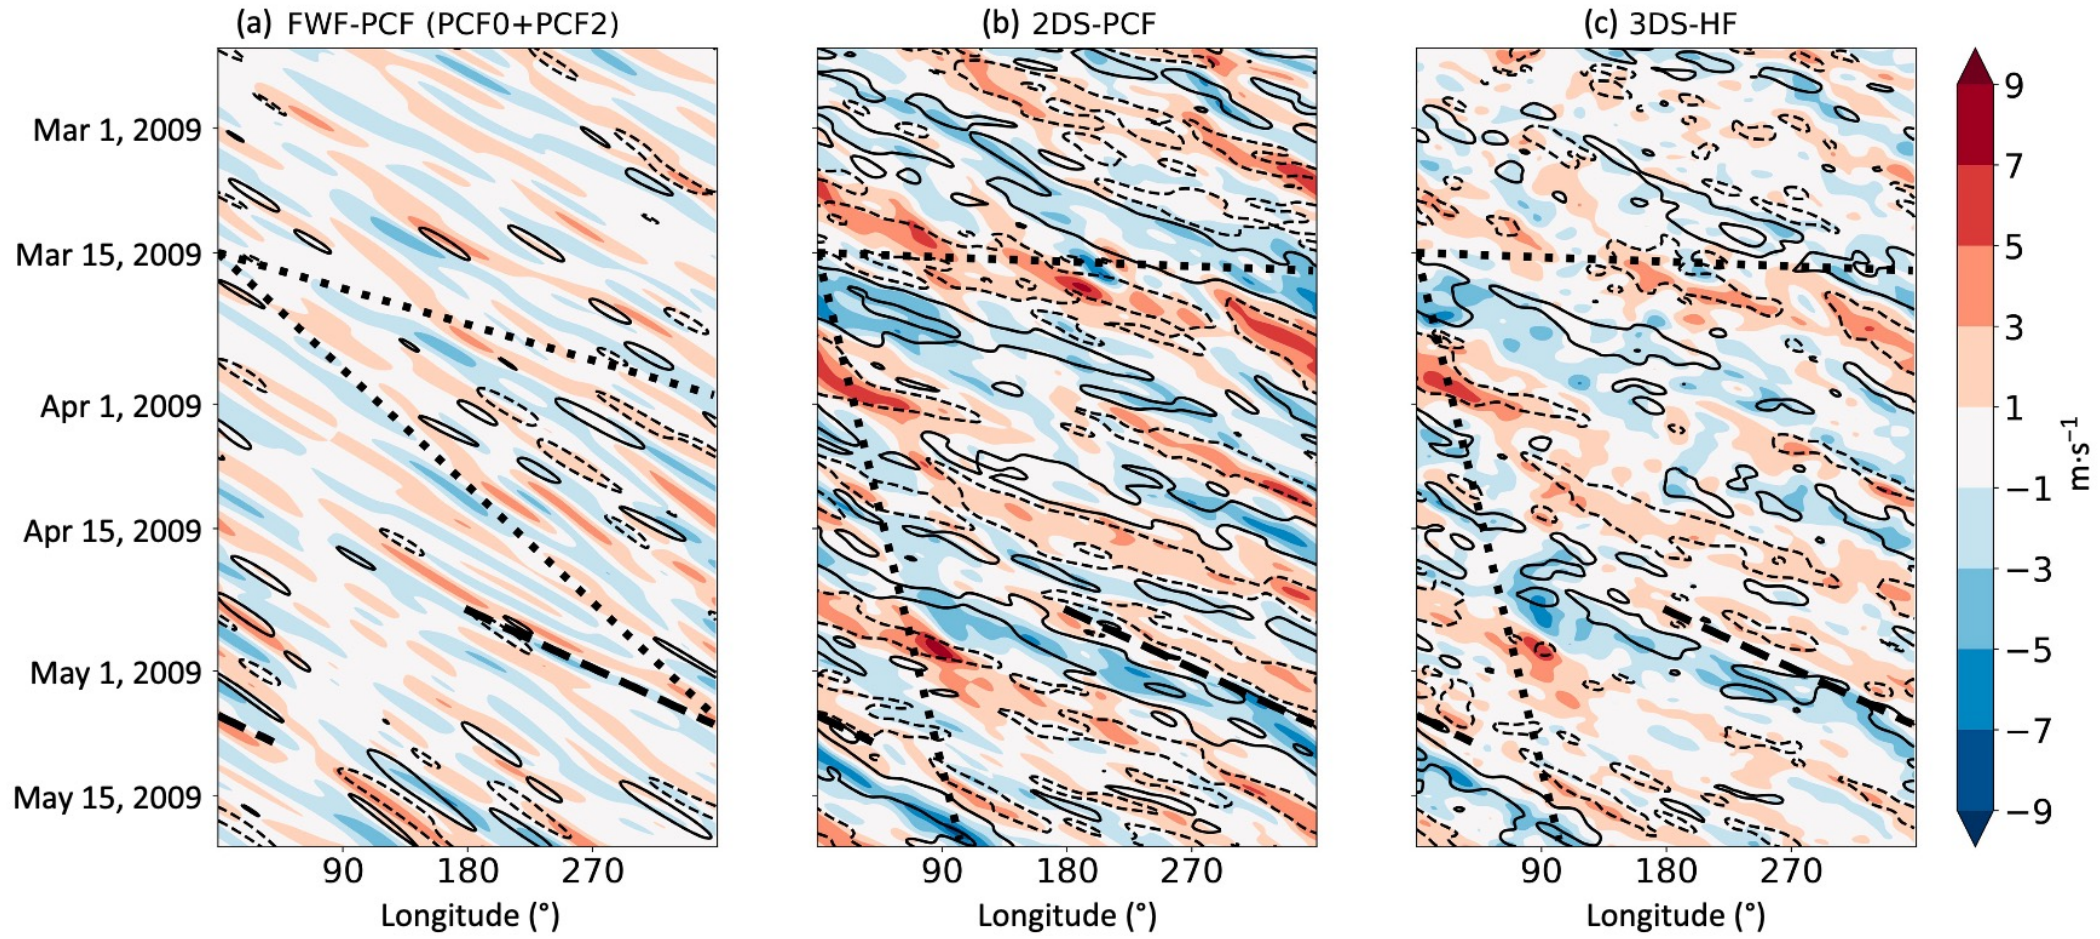 (a) FWF-PCF (PCF0+PCF2)
(b) 2DS-PCF
(c) 3DS-HF
Mar 1, 2009
Mar 15, 2009
Apr 1, 2009
Apr 15, 2009
May 1, 2009
May 15, 2009
90 180 270
90 180 270
90 180 270
Longitude (°)
Longitude (°)
Longitude (°)
9
7
5
3
1
−1
−3
−5
−7
−9
m·s⁻¹